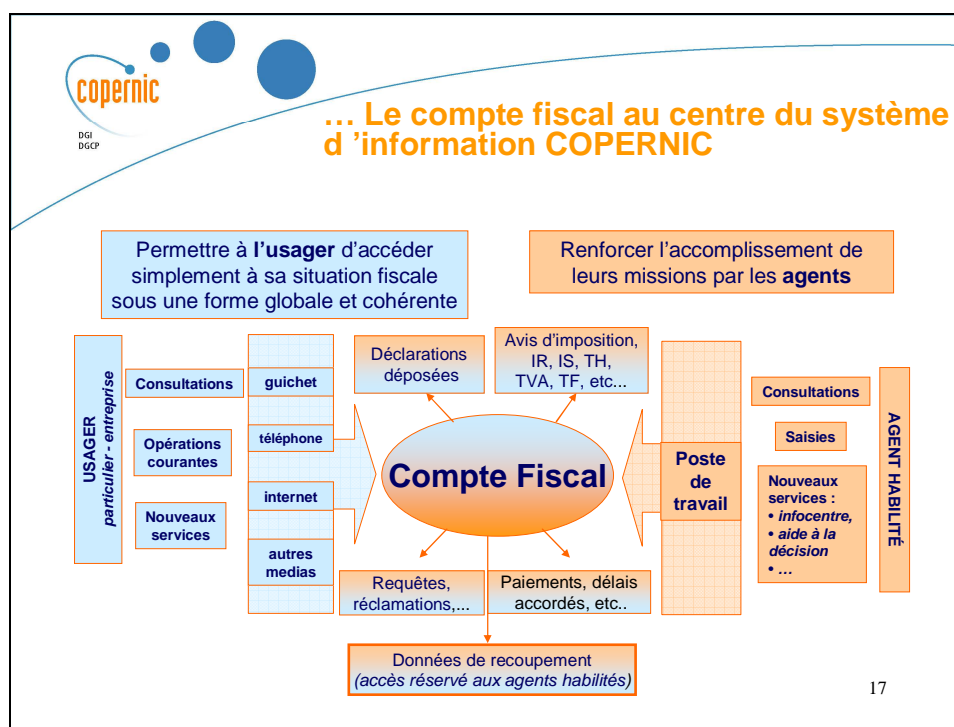 copernic
DGI
DGCP
… Le compte fiscal au centre du système
d ’information COPERNIC
Permettre à l’usager d’accéder
simplement à sa situation fiscale
sous une forme globale et cohérente
Renforcer l’accomplissement de
leurs missions par les agents
USAGER
particulier - entreprise
Consultations
Opérations
courantes
Nouveaux
services
guichet
téléphone
internet
autres
medias
Déclarations
déposées
Avis d’imposition,
IR, IS, TH,
TVA, TF, etc...
Compte Fiscal
Requêtes,
réclamations,...
Paiements, délais
accordés, etc..
Données de recoupement
(accès réservé aux agents habilités)
Poste
de
travail
Consultations
Saisies
Nouveaux
services :
• infocentre,
• aide à la
décision
• …
AGENT HABILITÉ
17